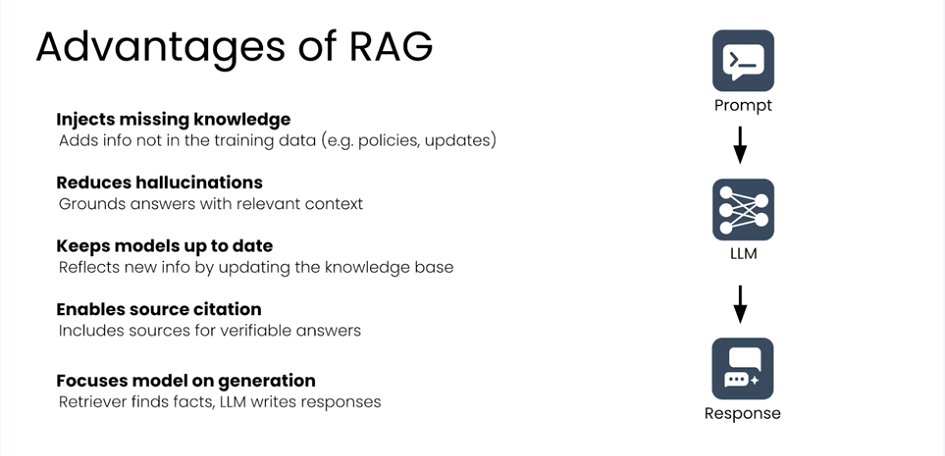 Advantages of RAG
Injects missing knowledge
Adds info not in the training data (e.g. policies, updates)
Reduces hallucinations
Grounds answers with relevant context
Keeps models up to date
Reflects new info by updating the knowledge base
Enables source citation
Includes sources for verifiable answers
Focuses model on generation
Retriever finds facts, LLM writes responses
Prompt
LLM
Response